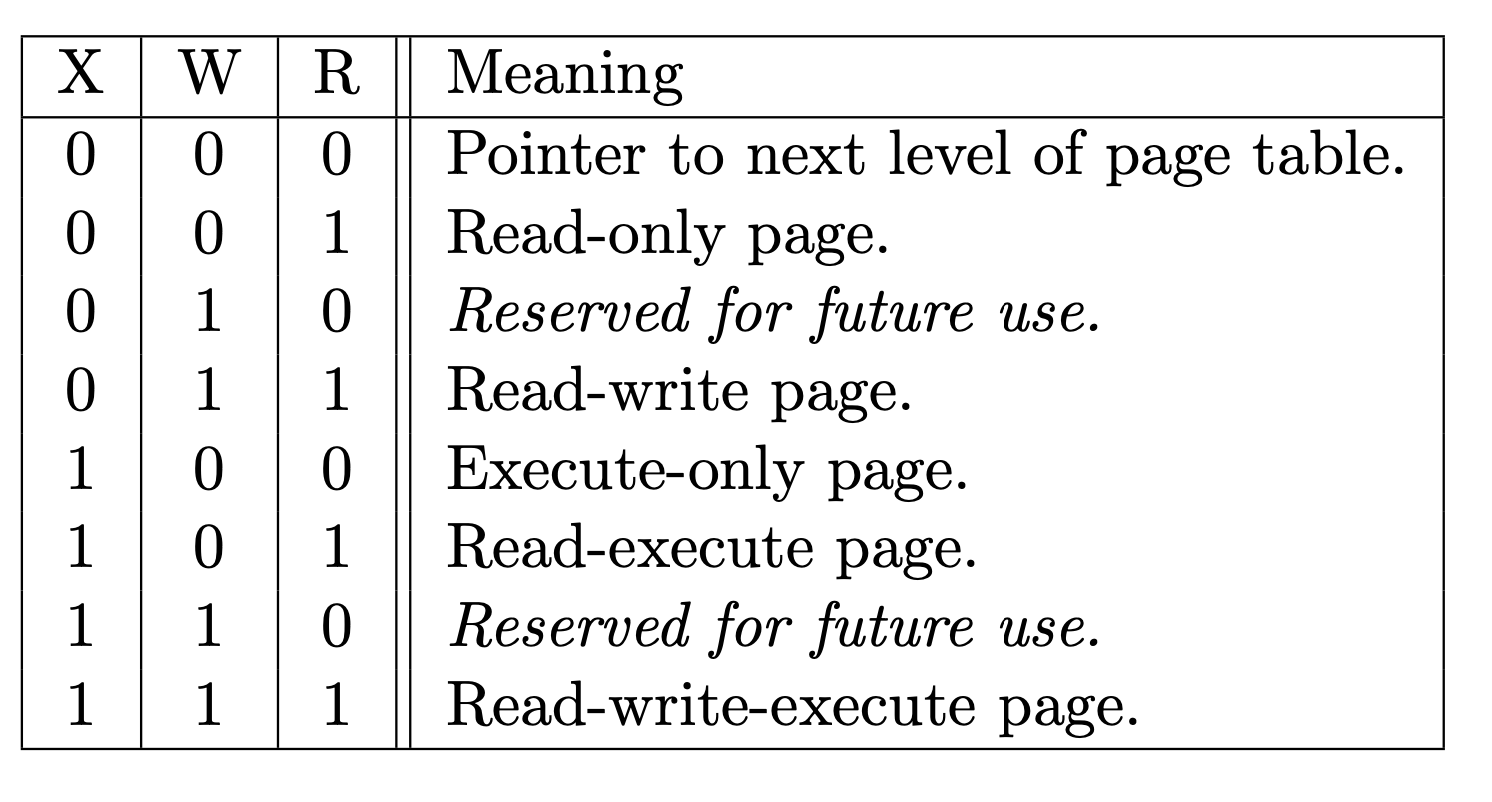 X W R Meaning
0 0 0 Pointer to next level of page table.
0 0 1 Read-only page.
0 1 0 Reserved for future use.
0 1 1 Read-write page.
1 0 0 Execute-only page.
1 0 1 Read-execute page.
1 1 0 Reserved for future use.
1 1 1 Read-write-execute page.